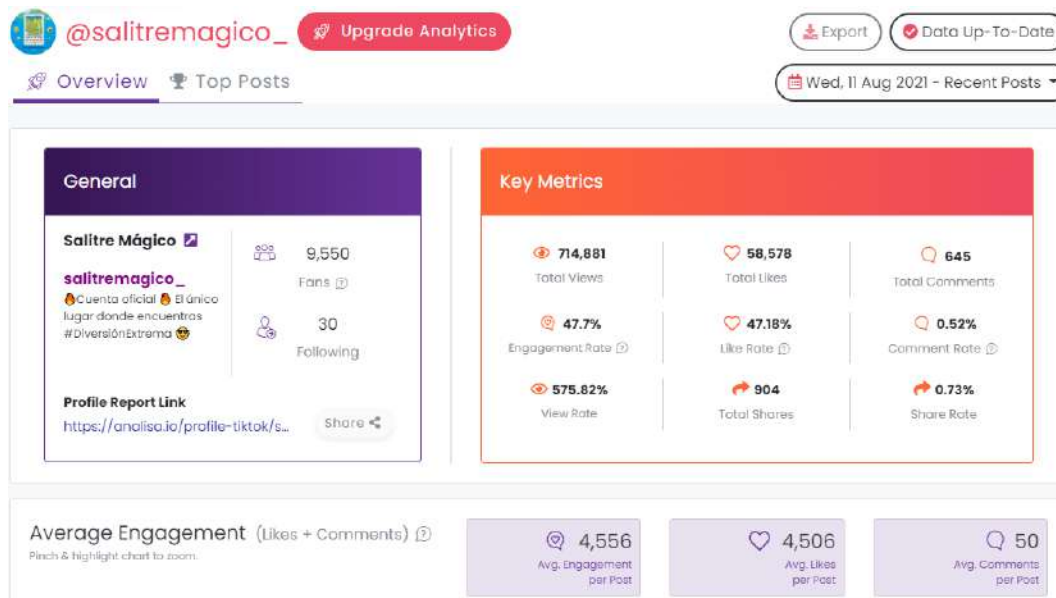 @salitremagico_
Upgrade Analytics
Export
Data Up-To-Date
Overview
Top Posts
Wed, 11 Aug 2021 - Recent Posts
General
Salitre Mágico
salitremagico_
🔥Cuenta oficial🔥 El único
lugar donde encuentras
#DiversiónExtrema 😎
9,550
Fans
30
Following
Profile Report Link
https://analisa.io/profile-tiktok/s...
Share
Key Metrics
714,881
Total Views
58,578
Total Likes
645
Total Comments
47.7%
Engagement Rate
47.18%
Like Rate
0.52%
Comment Rate
575.82%
View Rate
904
Total Shares
0.73%
Share Rate
Average Engagement (Likes + Comments)
Pinch & highlight chart to zoom.
4,556
Avg. Engagement
per Post
4,506
Avg. Likes
per Post
50
Avg. Comments
per Post